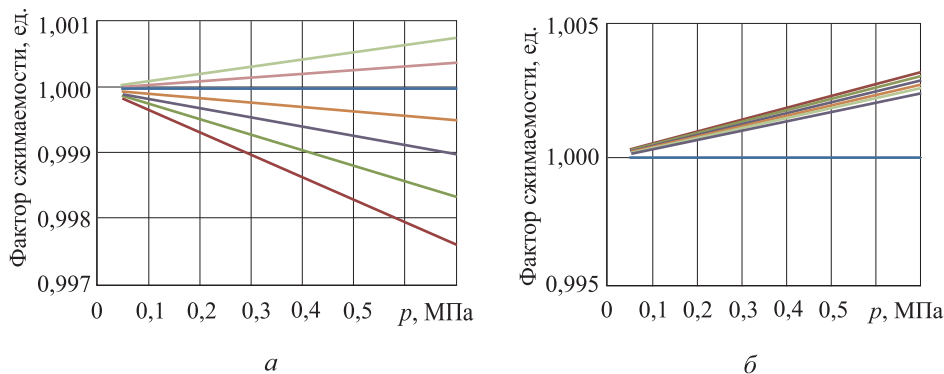 Фактор сжимаемости, ед.
1,001
1,000
0,999
0,998
0,997
0 0,1 0,2 0,3 0,4 0,5 p, МПа
а
Фактор сжимаемости, ед.
1,005
1,000
0,995
0 0,1 0,2 0,3 0,4 0,5 p, МПа
б